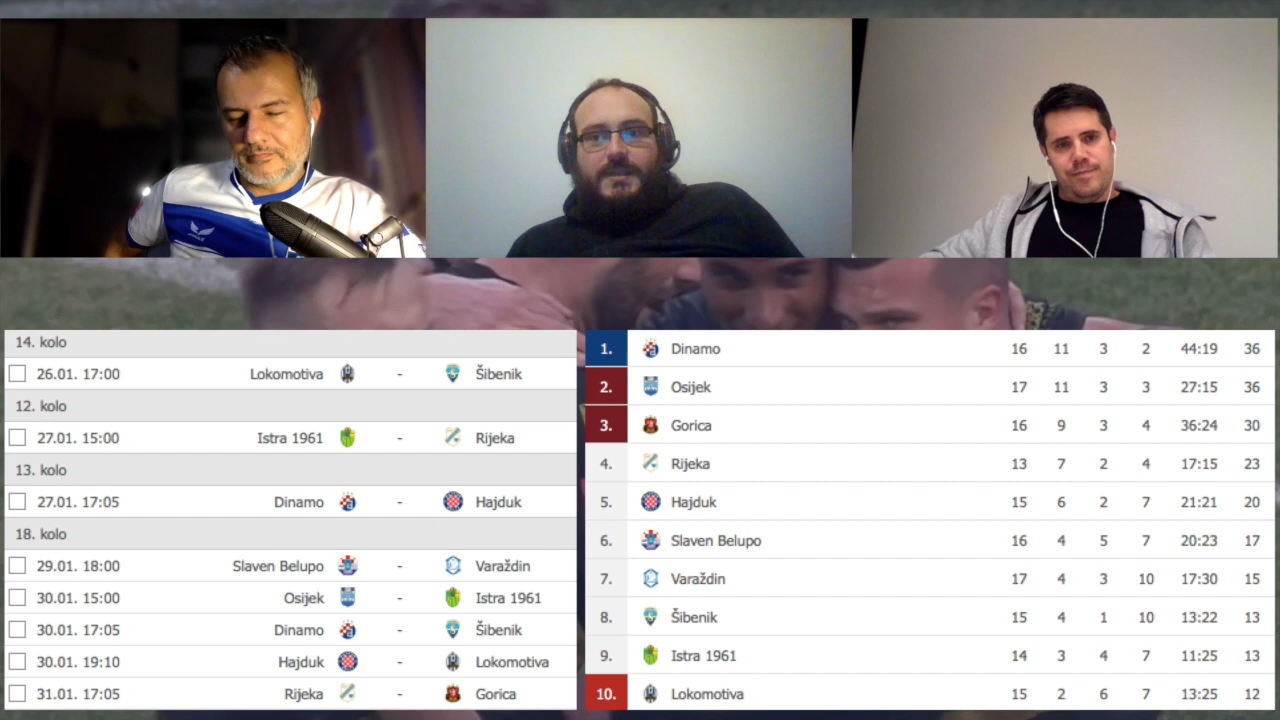 14. kolo
26.01. 17:00 Lokomotiva - Šibenik
12. kolo
27.01. 15:00 Istra 1961 - Rijeka
13. kolo
27.01. 17:05 Dinamo - Hajduk
18. kolo
29.01. 18:00 Slaven Belupo - Varaždin
30.01. 15:00 Osijek - Istra 1961
30.01. 17:05 Dinamo - Šibenik
30.01. 19:10 Hajduk - Lokomotiva
31.01. 17:05 Rijeka - Gorica
1. Dinamo 16 11 3 2 44:19 36
2. Osijek 17 11 3 3 27:15 36
3. Gorica 16 9 3 4 36:24 30
4. Rijeka 13 7 2 4 17:15 23
5. Hajduk 15 6 2 7 21:21 20
6. Slaven Belupo 16 4 5 7 20:23 17
7. Varaždin 17 4 3 10 17:30 15
8. Šibenik 15 4 1 10 13:22 13
9. Istra 1961 14 3 4 7 11:25 13
10. Lokomotiva 15 2 6 7 13:25 12